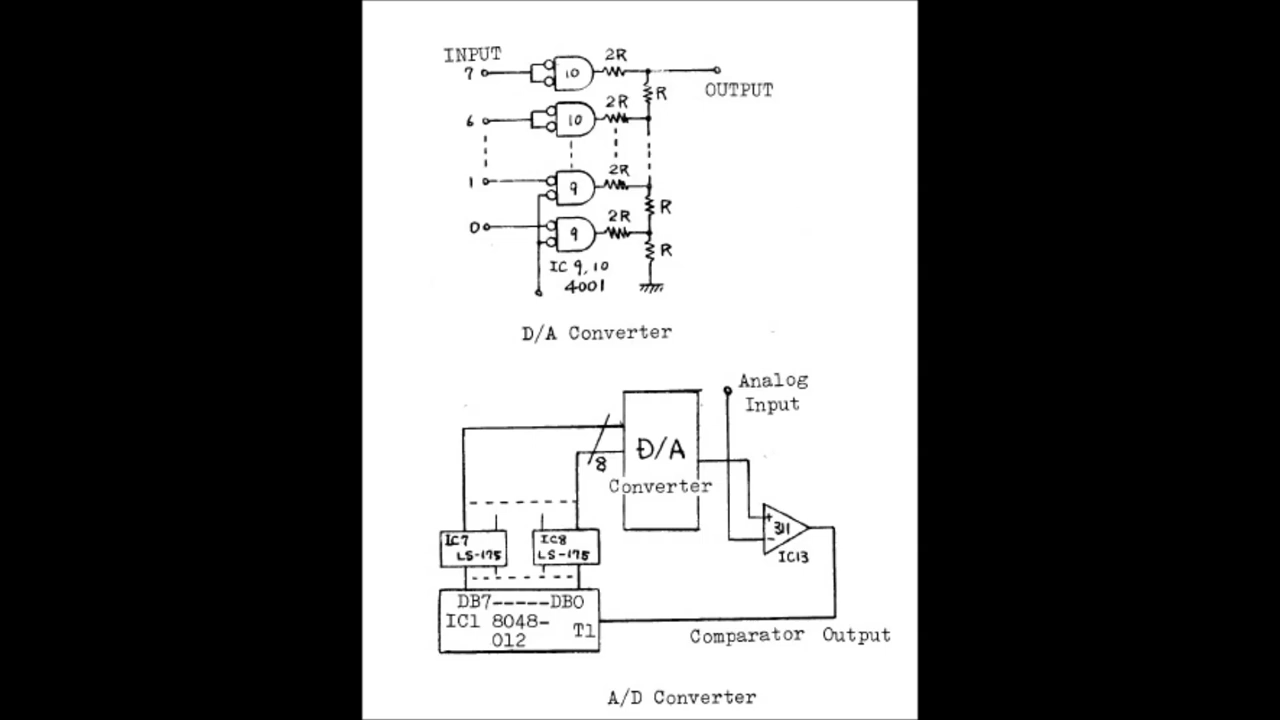 INPUT
7
10
2R
R
OUTPUT
6
10
2R
1
9
2R
R
0
9
2R
R
IC 9,10
4001
D/A Converter
Analog
Input
8
D/A
Converter
IC7
LS-175
IC8
LS-175
+
311
-
IC13
DB7-----DB0
IC1 8048-
012
T1
Comparator Output
A/D Converter